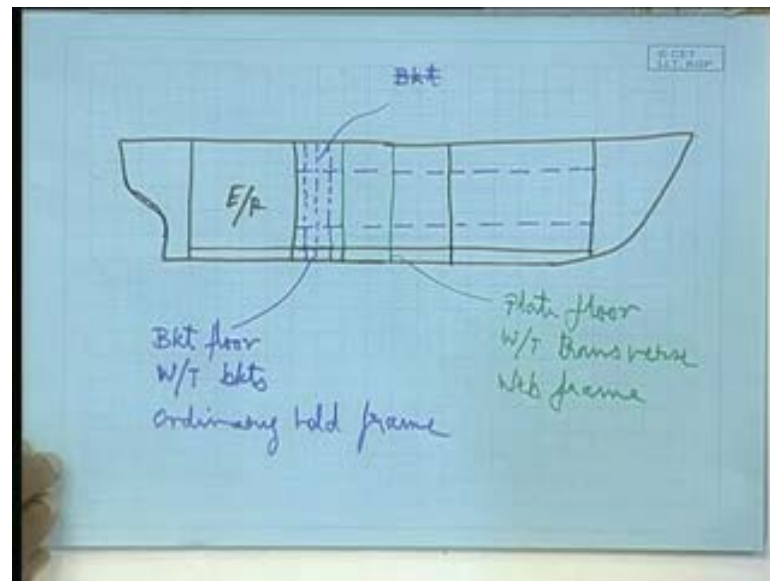 Bkt
E/R
Bkt floor
W/T bkts
Ordinary hold frame
Plate floor
W/T transverse
Web frame